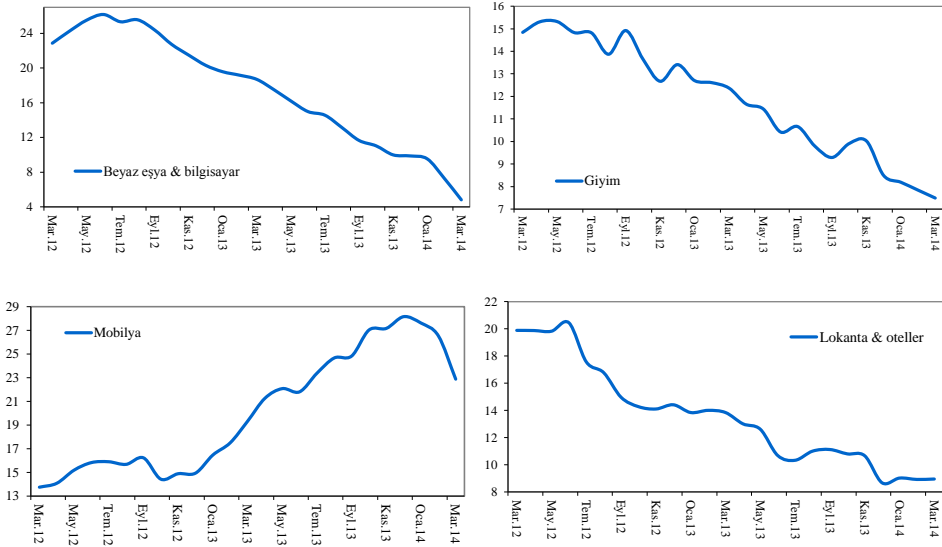 24
20
16
12
8
4
Beyaz eşya & bilgisayar
Mar.12
May.12
Tem.12
Eyl.12
Kas.12
Oca.13
Mar.13
May.13
Tem.13
Eyl.13
Kas.13
Oca.14
Mar.14
16
15
14
13
12
11
10
9
8
7
Giyim
Mar.12
May.12
Tem.12
Eyl.12
Kas.12
Oca.13
Mar.13
May.13
Tem.13
Eyl.13
Kas.13
Oca.14
Mar.14
29
27
25
23
21
19
17
15
13
Mobilya
Mar.12
May.12
Tem.12
Eyl.12
Kas.12
Oca.13
Mar.13
May.13
Tem.13
Eyl.13
Kas.13
Oca.14
Mar.14
22
20
18
16
14
12
10
8
Lokanta & oteller
Mar.12
May.12
Tem.12
Eyl.12
Kas.12
Oca.13
Mar.13
May.13
Tem.13
Eyl.13
Kas.13
Oca.14
Mar.14